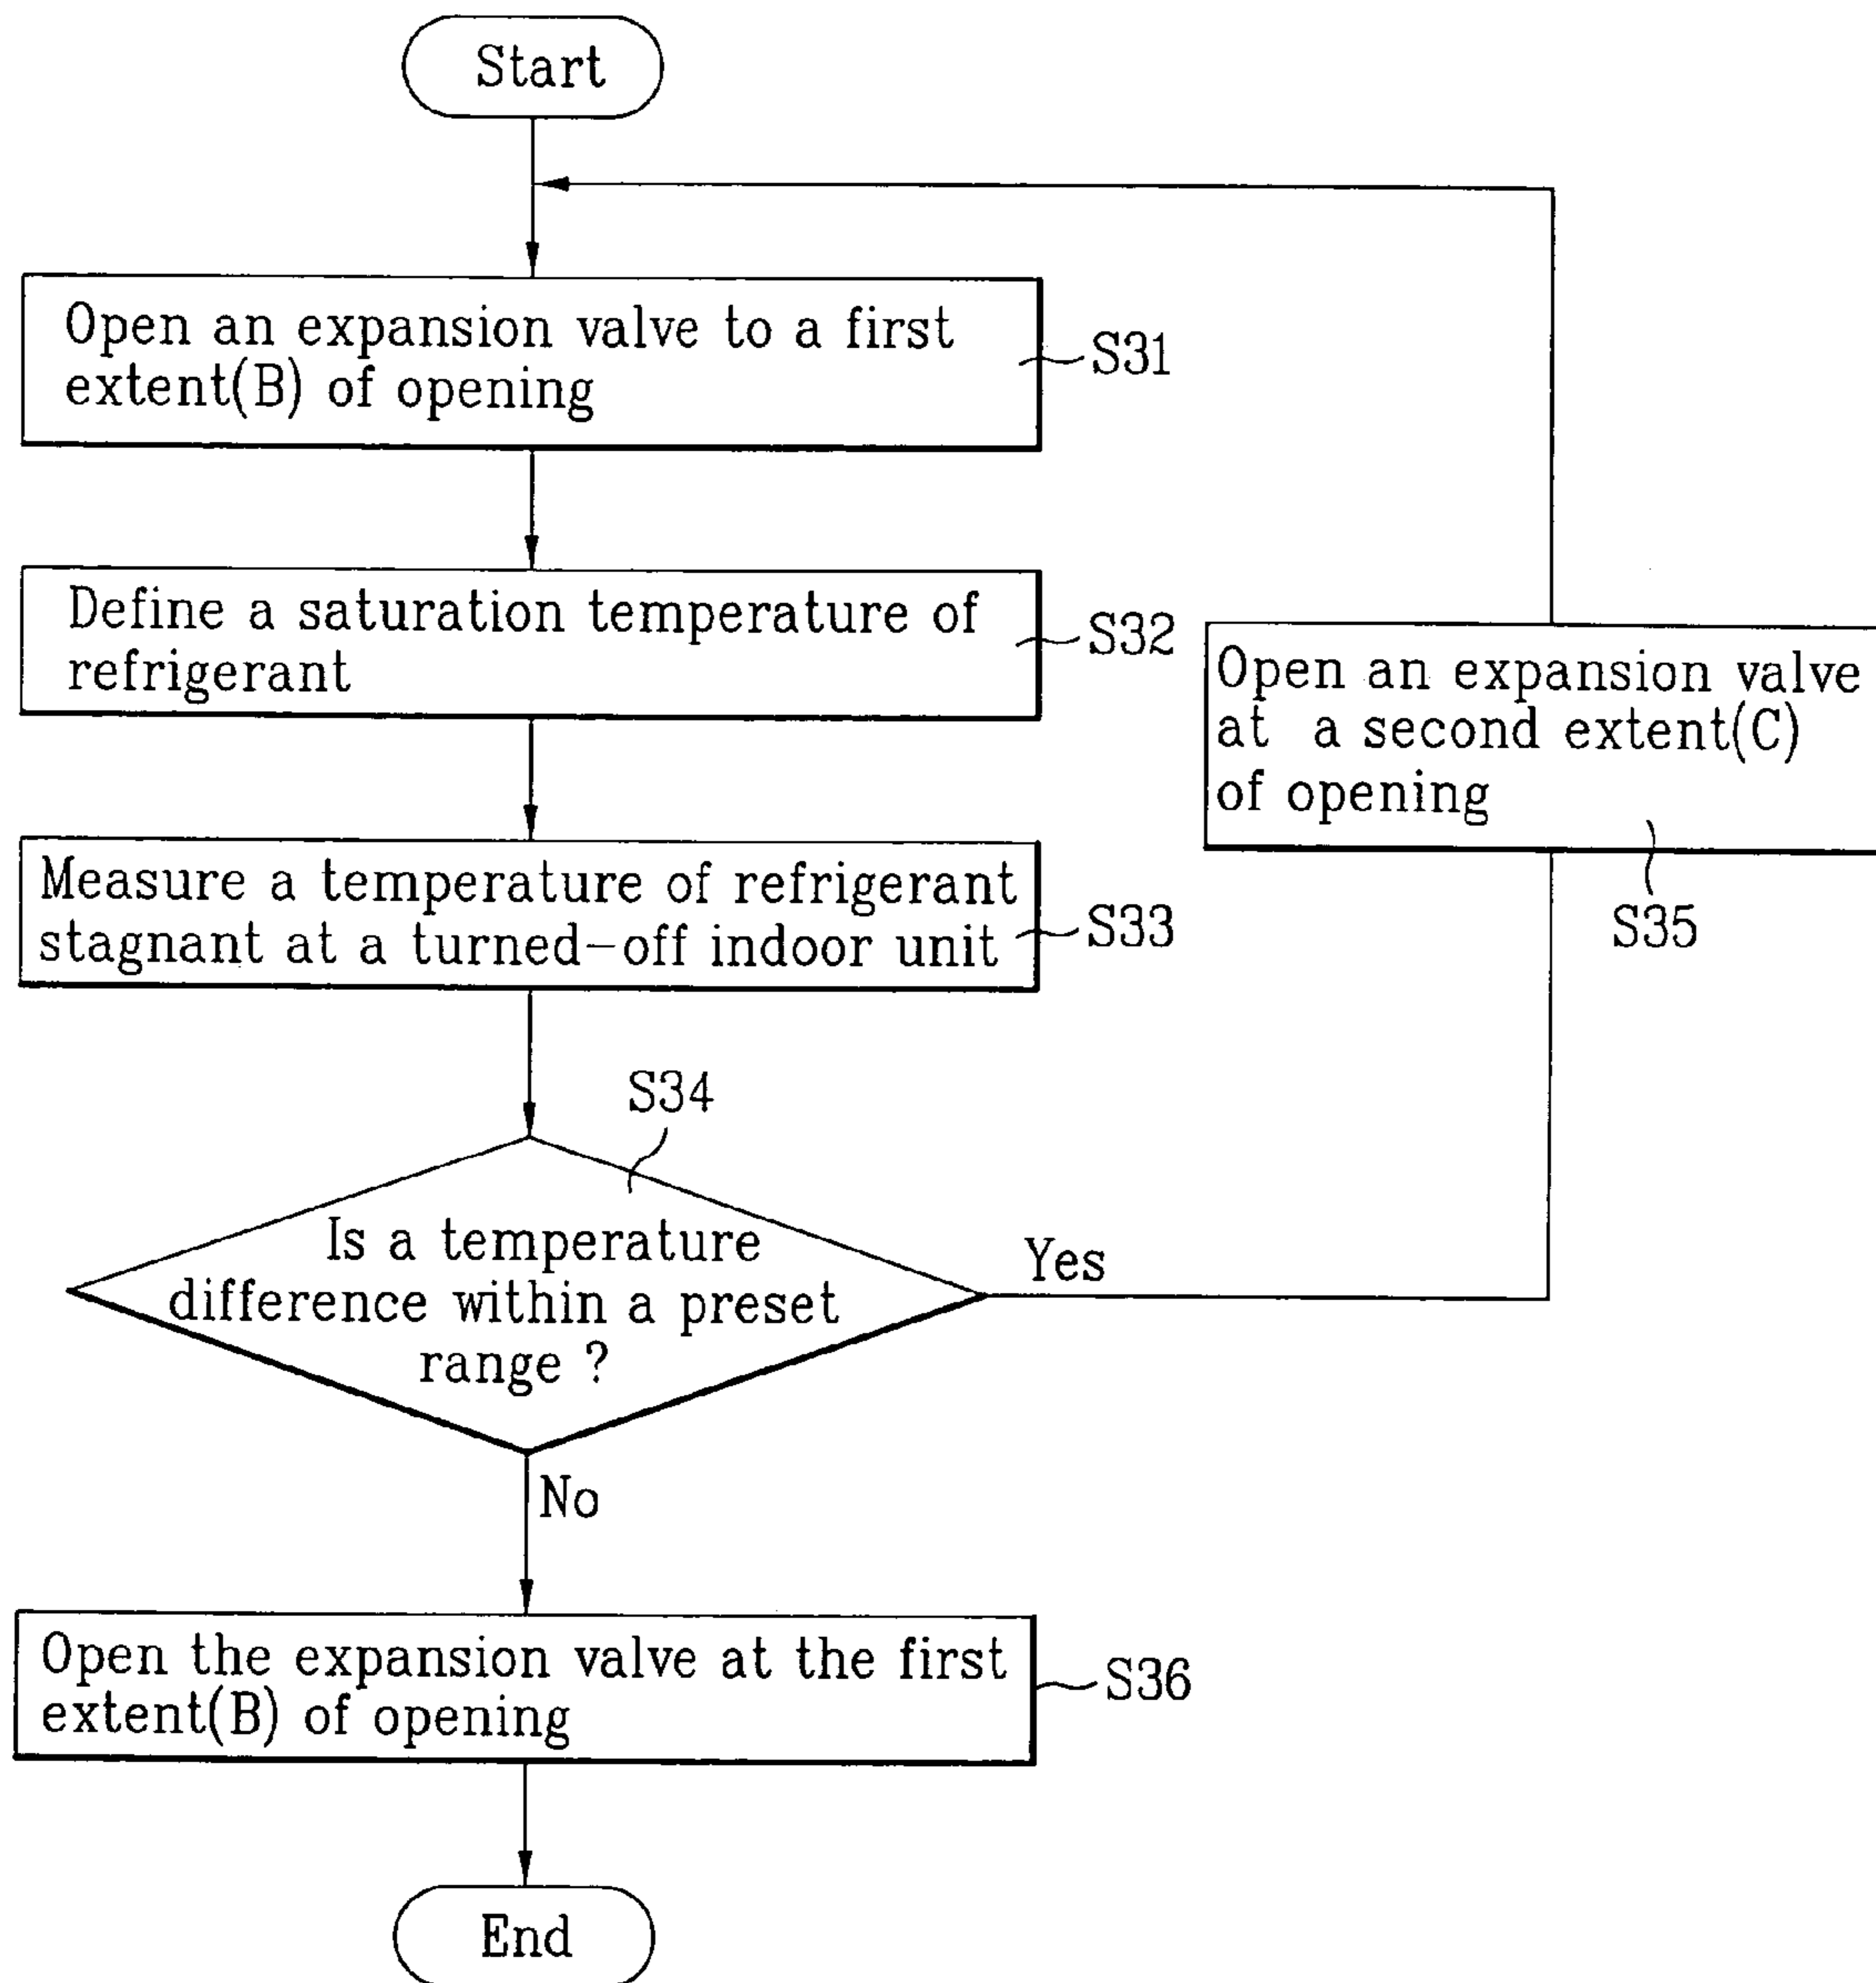 Start
Open an expansion valve to a first
extent(B) of opening
S31
Define a saturation temperature of
refrigerant
S32
Open an expansion valve
at a second extent(C)
of opening
S35
Measure a temperature of refrigerant
stagnant at a turned-off indoor unit
S33
S34
Is a temperature
difference within a preset
range ?
Yes
No
Open the expansion valve at the first
extent(B) of opening
S36
End